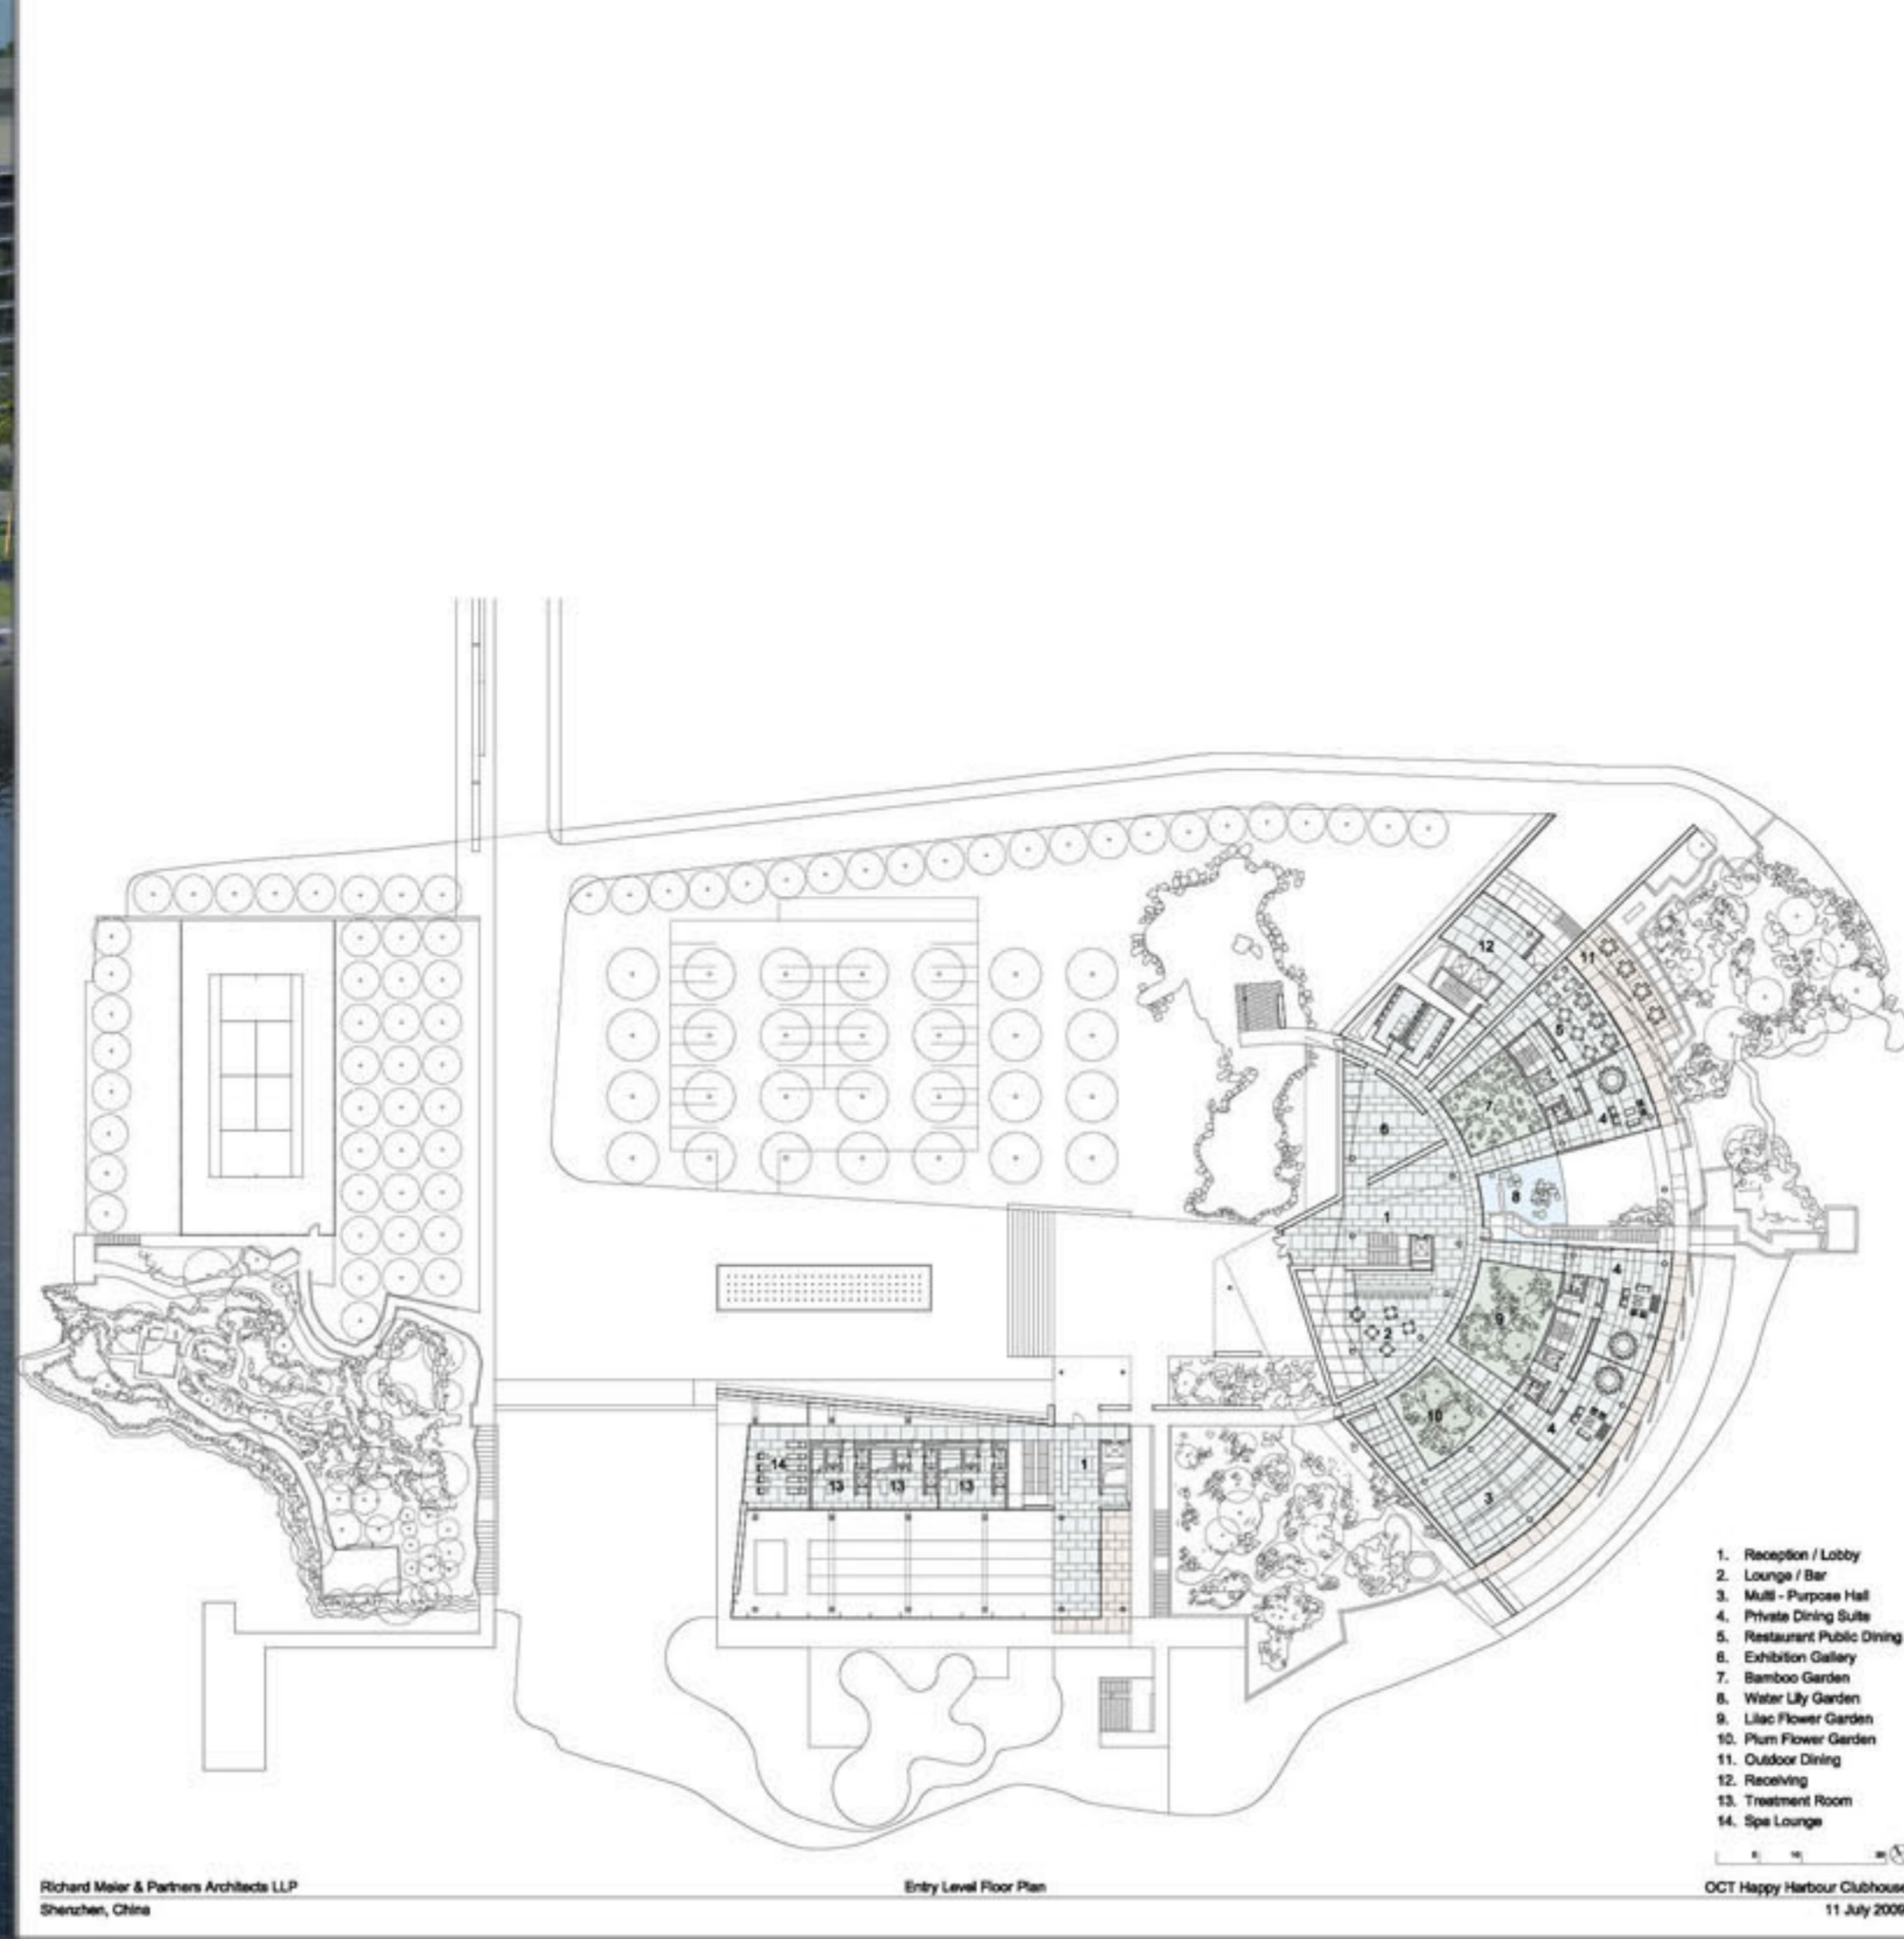 12
11
5
7
4
6
8
1
4
9
2
10
4
3
14
13
13
13
1
1. Reception / Lobby
2. Lounge / Bar
3. Multi - Purpose Hall
4. Private Dining Suite
5. Restaurant Public Dining
6. Exhibition Gallery
7. Bamboo Garden
8. Water Lily Garden
9. Lilac Flower Garden
10. Plum Flower Garden
11. Outdoor Dining
12. Receiving
13. Treatment Room
14. Spa Lounge
Richard Meier & Partners Architects LLP
Entry Level Floor Plan
OCT Happy Harbour Clubhouse
Shenzhen, China
11 July 2009